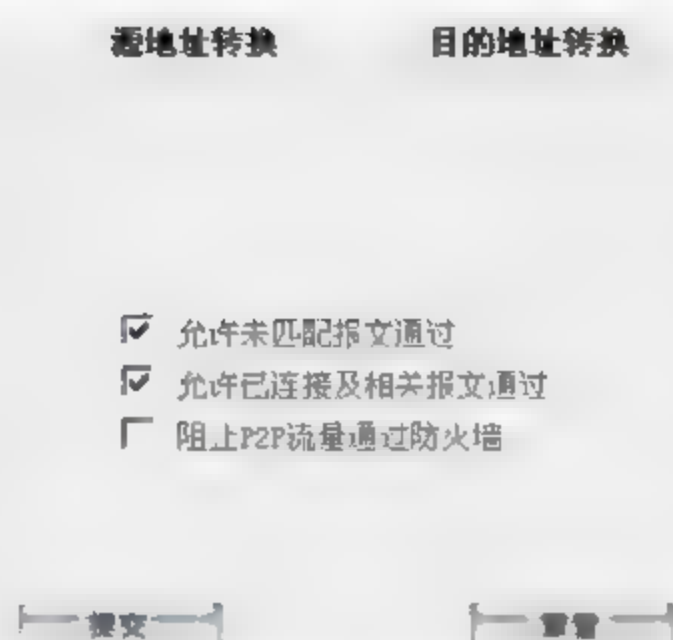 源地址转换 目的地址转换
允许未匹配报文通过
允许已连接及相关报文通过
阻止P2P流量通过防火墙
提交